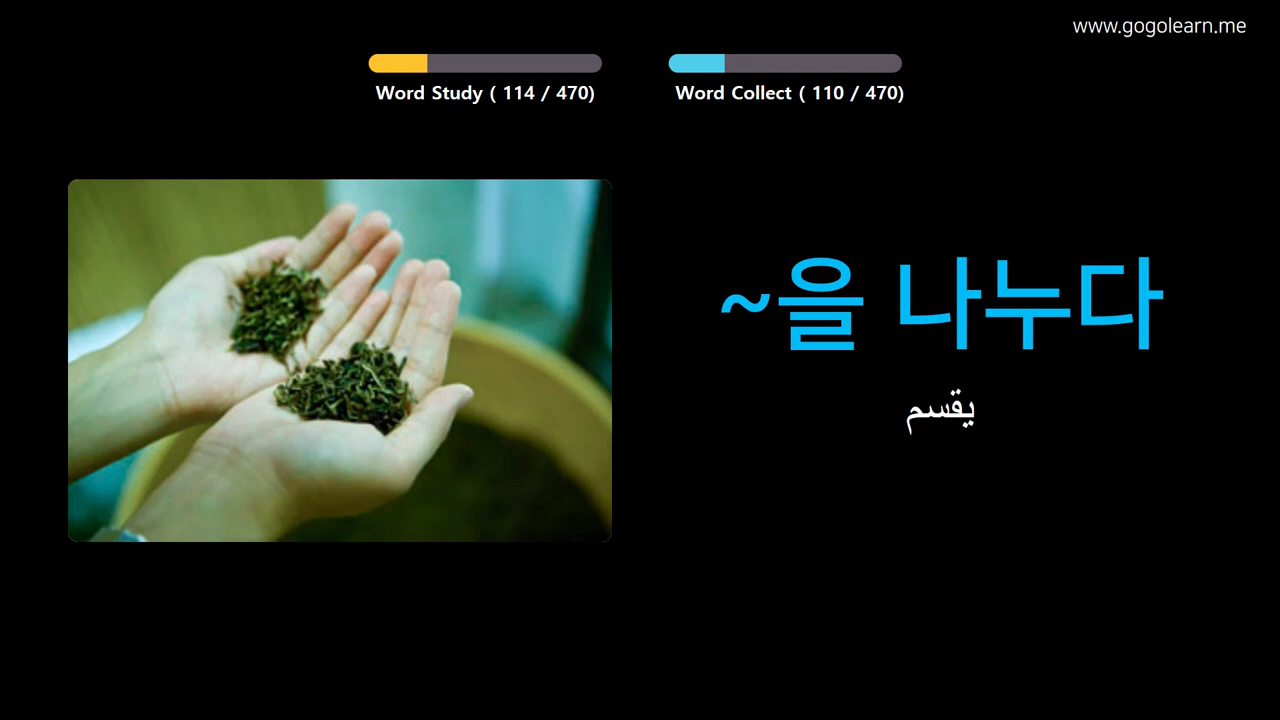 www.gogolearn.me
Word Study ( 114 / 470)
Word Collect ( 110 / 470)
~을 나누다
يقسم